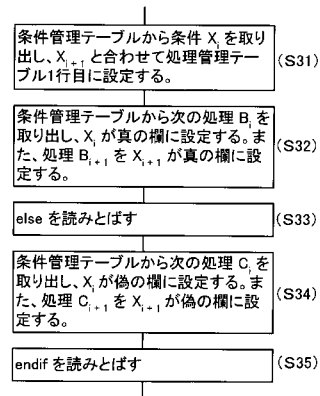 条件管理テーブルから条件 Xᵢ を取り
出し、Xᵢ₊₁ と合わせて処理管理テー
ブル1行目に設定する。
(S31)
条件管理テーブルから次の処理 Bᵢ を
取り出し、Xᵢ が真の欄に設定する。ま
た、処理 Bᵢ₊₁ を Xᵢ₊₁ が真の欄に設
定する。
(S32)
else を読みとばす
(S33)
条件管理テーブルから次の処理 Cᵢ を
取り出し、Xᵢ が偽の欄に設定する。ま
た、処理 Cᵢ₊₁ を Xᵢ₊₁ が偽の欄に設
定する。
(S34)
endif を読みとばす
(S35)